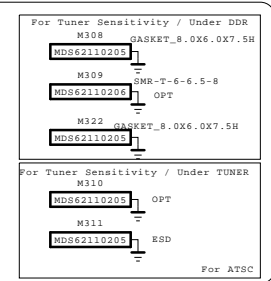 For Tuner Sensitivity / Under DDR
M308
GASKET_8.0X6.0X7.5H
MDS62110205
M309
SMR-T-6-6.5-8
MDS62110206
OPT
M322
GASKET_8.0X6.0X7.5H
MDS62110205
For Tuner Sensitivity / Under TUNER
M310
MDS62110205
OPT
M311
MDS62110205
ESD
For ATSC